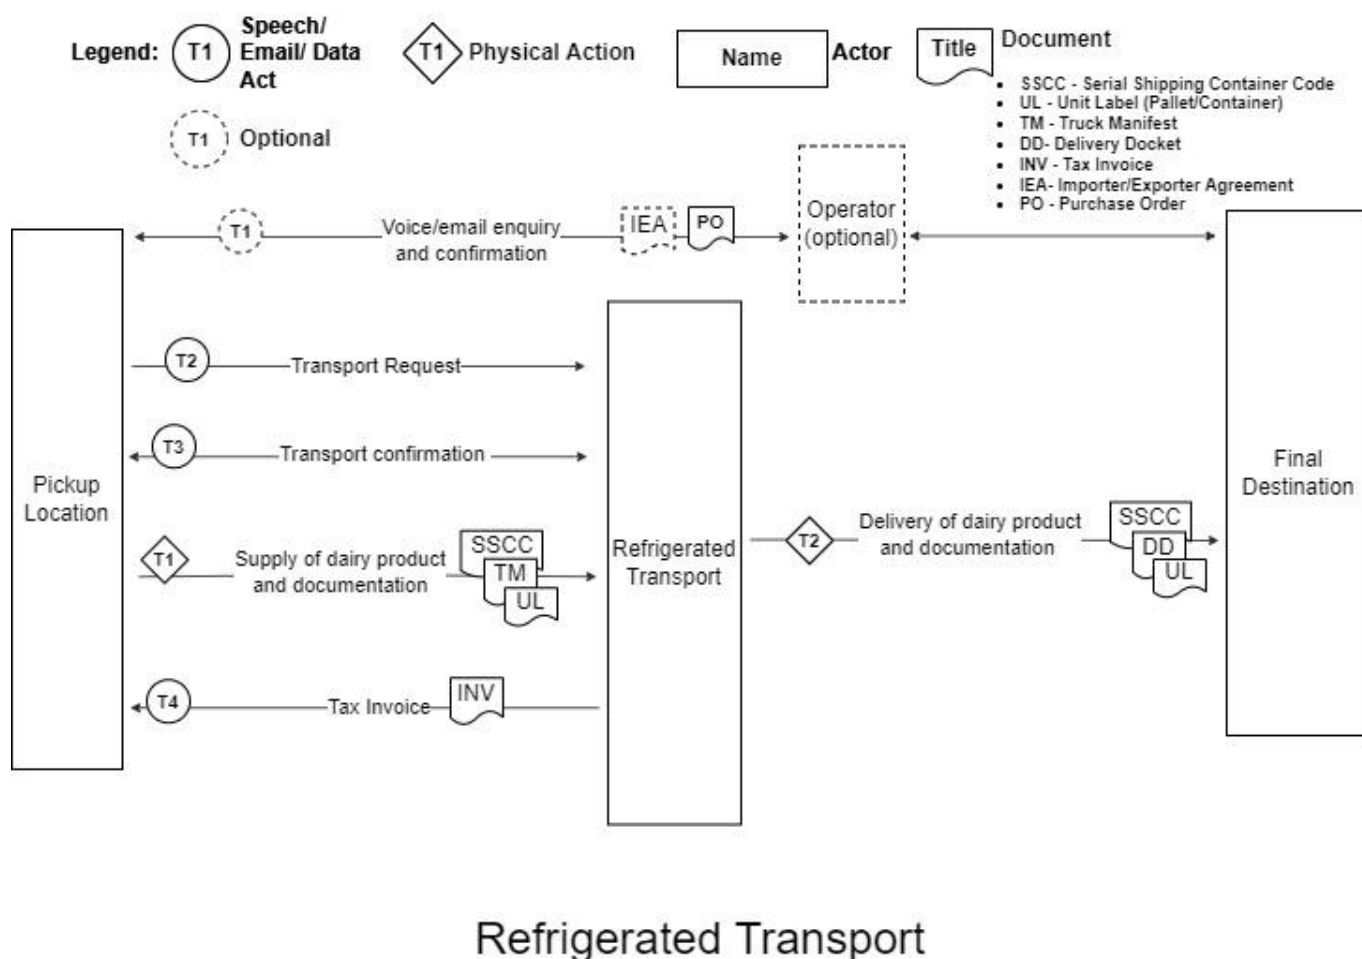 Legend:
T1
Speech/
Email/ Data
Act
T1
Physical Action
Name
Actor
Title
Document
SSCC - Serial Shipping Container Code
UL - Unit Label (Pallet/Container)
TM - Truck Manifest
DD- Delivery Docket
INV - Tax Invoice
IEA- Importer/Exporter Agreement
PO - Purchase Order
T1
Optional
T1
Voice/email enquiry
and confirmation
IEA
PO
Operator
(optional)
T2
Transport Request
T3
Transport confirmation
Pickup
Location
T1
Supply of dairy product
and documentation
SSCC
TM
UL
Refrigerated
Transport
T2
Delivery of dairy product
and documentation
SSCC
DD
UL
Final
Destination
T4
Tax Invoice
INV
Refrigerated Transport